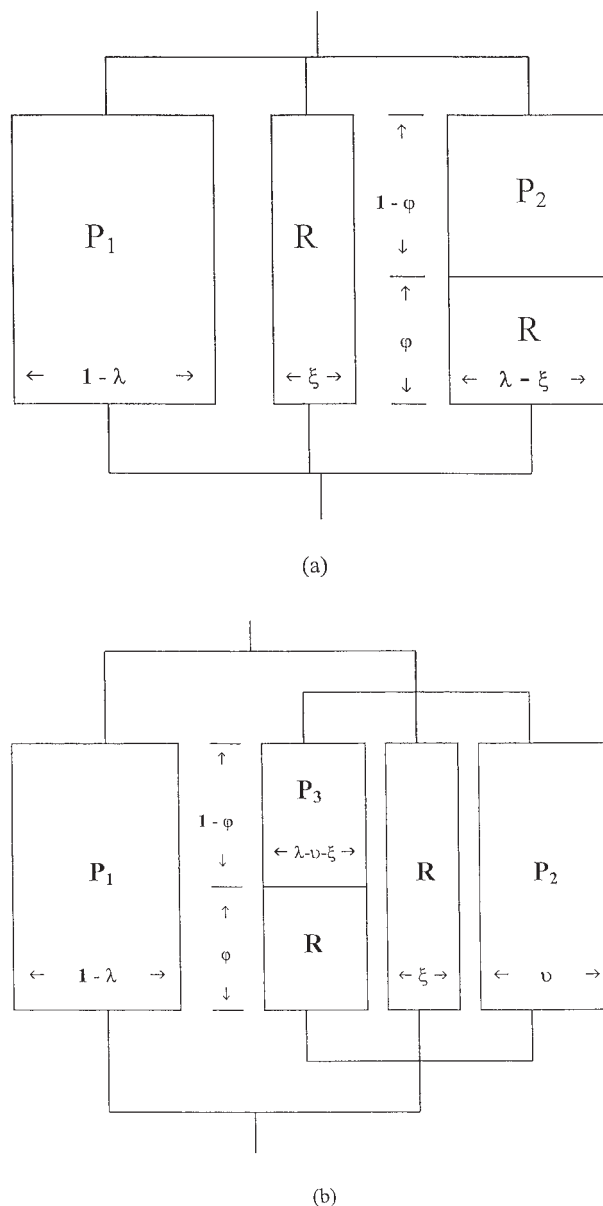 P₁
R
P₂
R
1 - φ
φ
← 1 - λ →
← ξ →
← λ - ξ →
(a)
P₁
P₃
R
R
P₂
1 - φ
φ
← λ-υ-ξ →
← 1 - λ →
← ξ →
← υ →
(b)